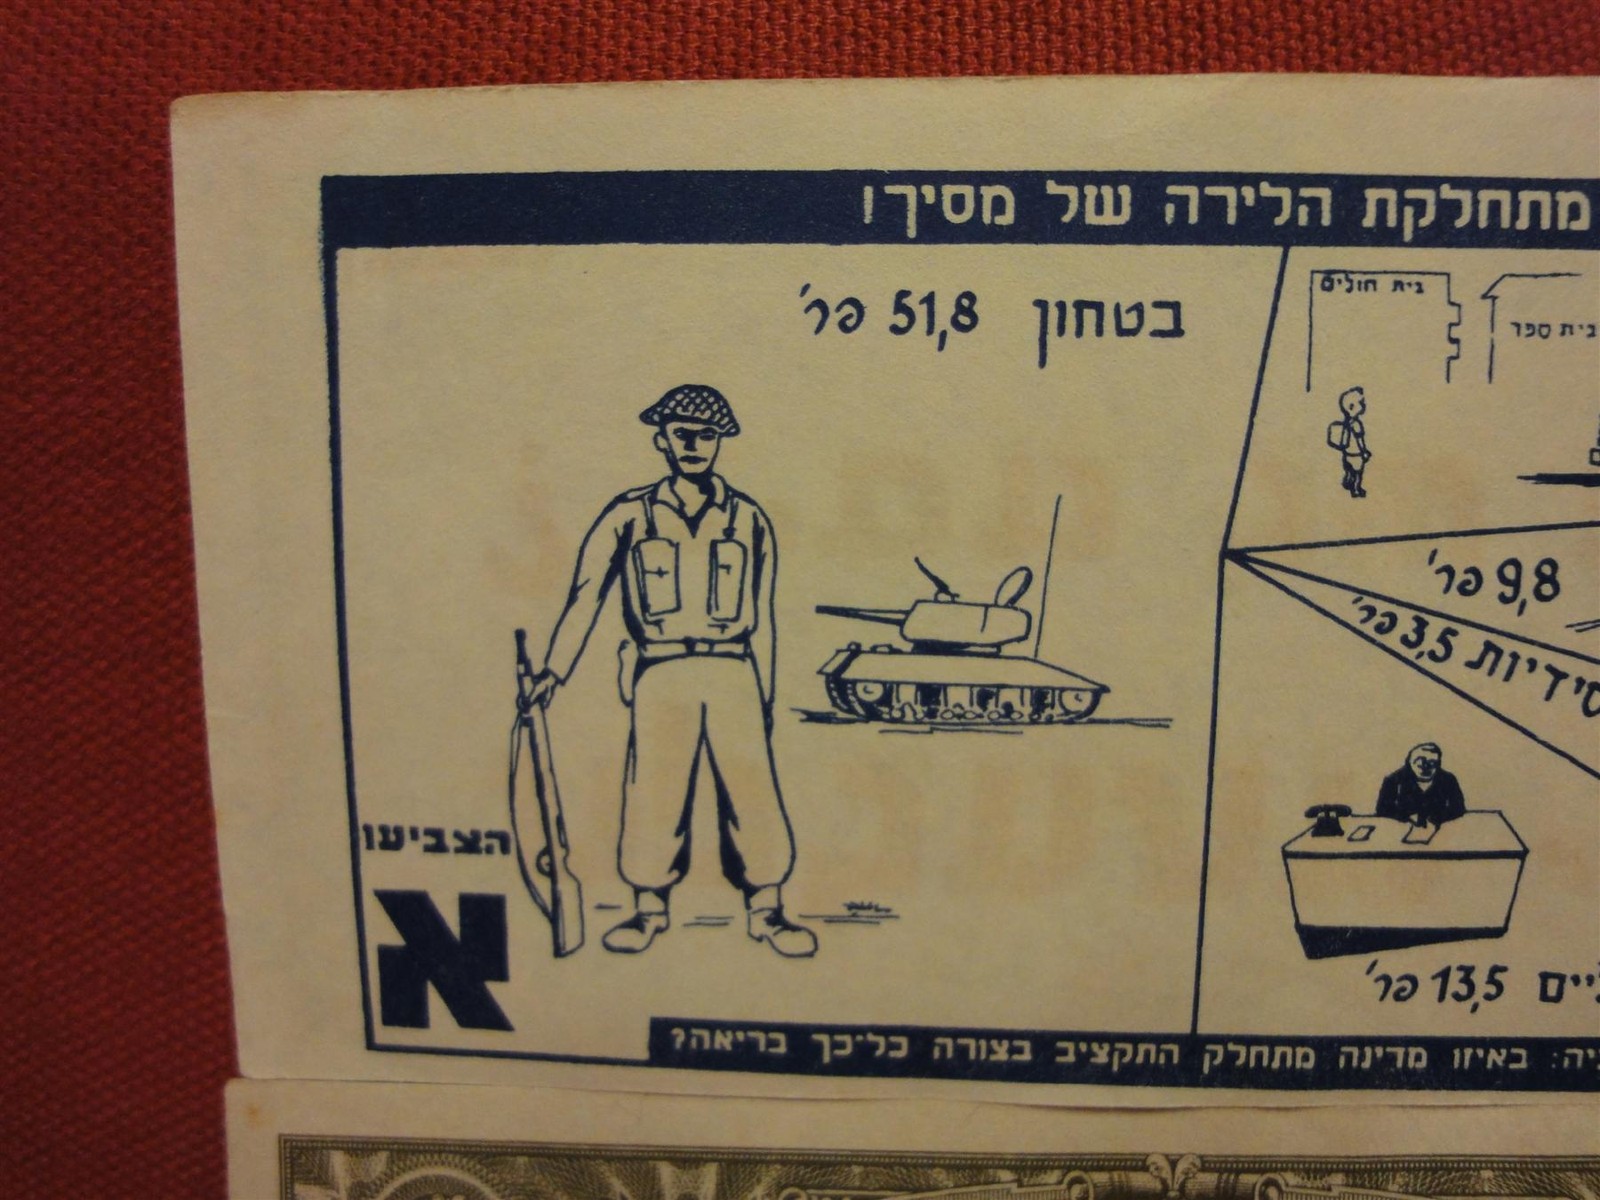 מתחלקת הלירה של מסיך!
בטחון 51,8 פר'
בית חולים
בית ספר
9,8 פר'
סידיות 3,5 פר'
יים 13,5 פר'
הצביעו
א
יה: באיזו מדינה מתחלק התקציב בצורה כל־כך בריאה?